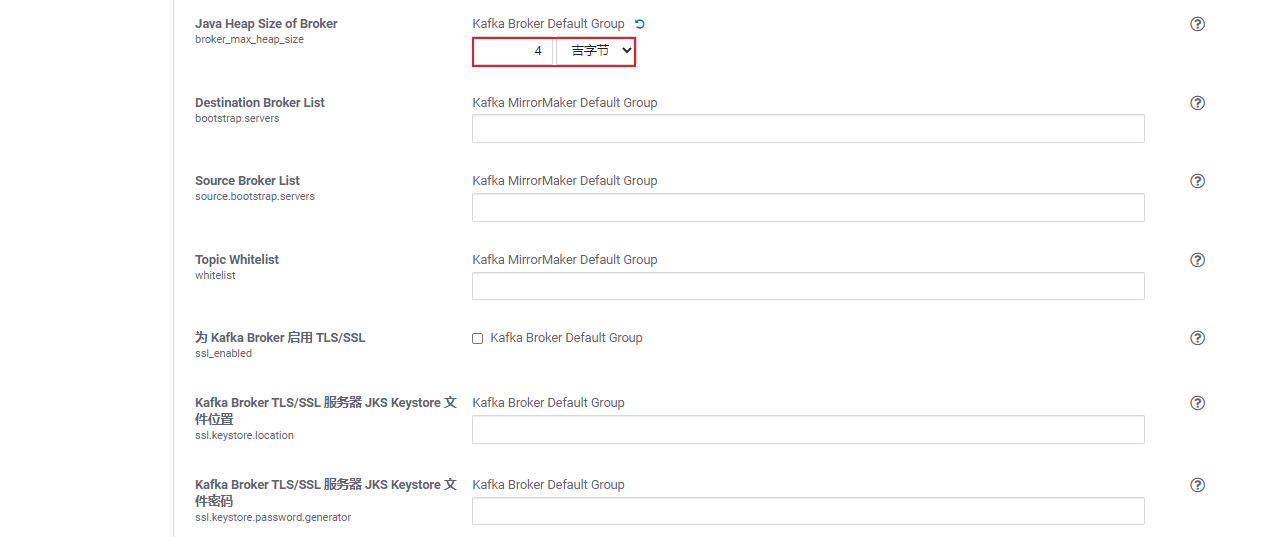 Java Heap Size of Broker
Kafka Broker Default Group
broker_max_heap_size
4
吉字节
Destination Broker List
Kafka MirrorMaker Default Group
bootstrap.servers
Source Broker List
Kafka MirrorMaker Default Group
source.bootstrap.servers
Topic Whitelist
Kafka MirrorMaker Default Group
whitelist
为 Kafka Broker 启用 TLS/SSL
Kafka Broker Default Group
ssl_enabled
Kafka Broker TLS/SSL 服务器 JKS Keystore 文
件位置
Kafka Broker Default Group
ssl.keystore.location
Kafka Broker TLS/SSL 服务器 JKS Keystore 文
件密码
Kafka Broker Default Group
ssl.keystore.password.generator